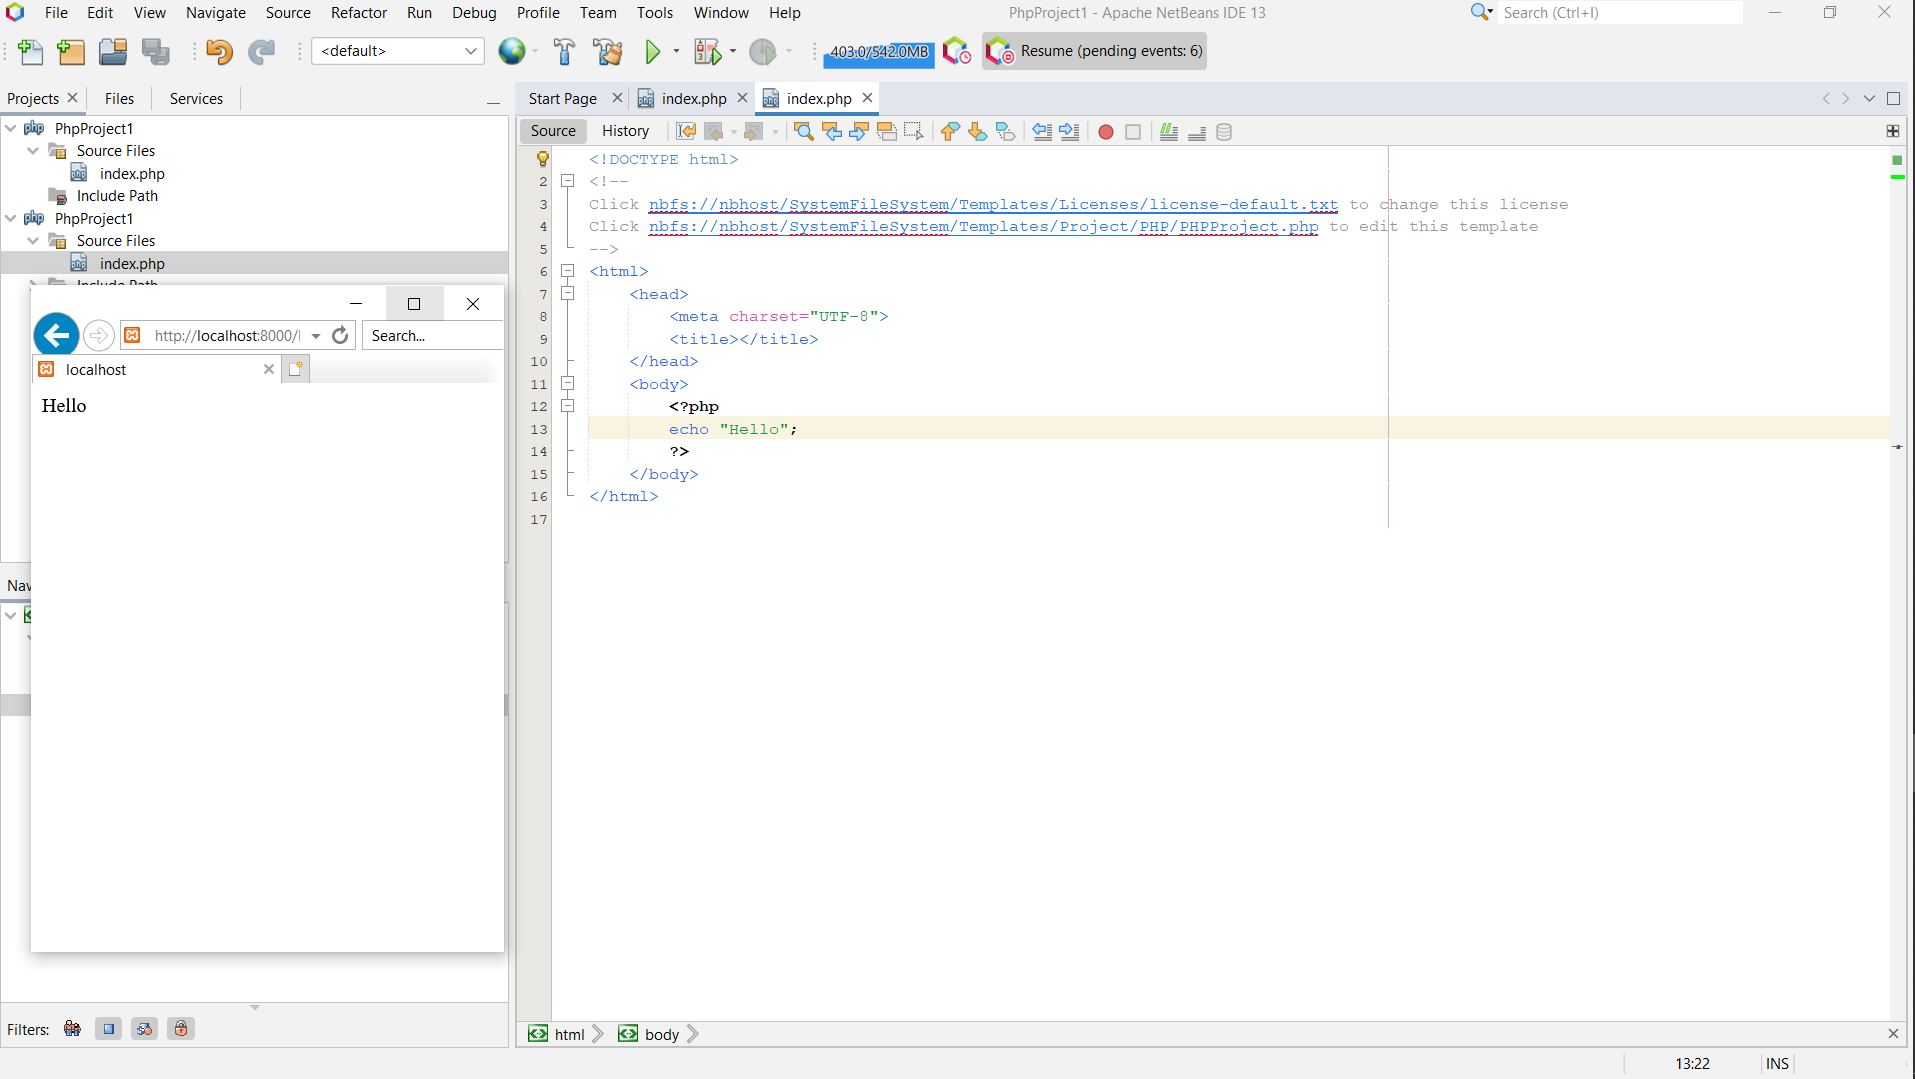 File Edit View Navigate Source Refactor Run Debug Profile Team Tools Window Help
PhpProject1 - Apache NetBeans IDE 13
Search (Ctrl+I)
<default>
403.0/542.0MB
Resume (pending events: 6)
Projects Files Services
Start Page index.php index.php
php PhpProject1
Source Files
index.php
Include Path
php PhpProject1
Source Files
index.php
Include Path
http://localhost:8000/
Search...
localhost
Hello
Nav
Filters:
Source History
<!DOCTYPE html>
2 <!--
3 Click nbfs://nbhost/SystemFileSystem/Templates/Licenses/license-default.txt to change this license
4 Click nbfs://nbhost/SystemFileSystem/Templates/Project/PHP/PHPProject.php to edit this template
5 -->
6 <html>
7 <head>
8 <meta charset="UTF-8">
9 <title></title>
10 </head>
11 <body>
12 <?php
13 echo "Hello";
14 ?>
15 </body>
16 </html>
17
html body
13:22 INS